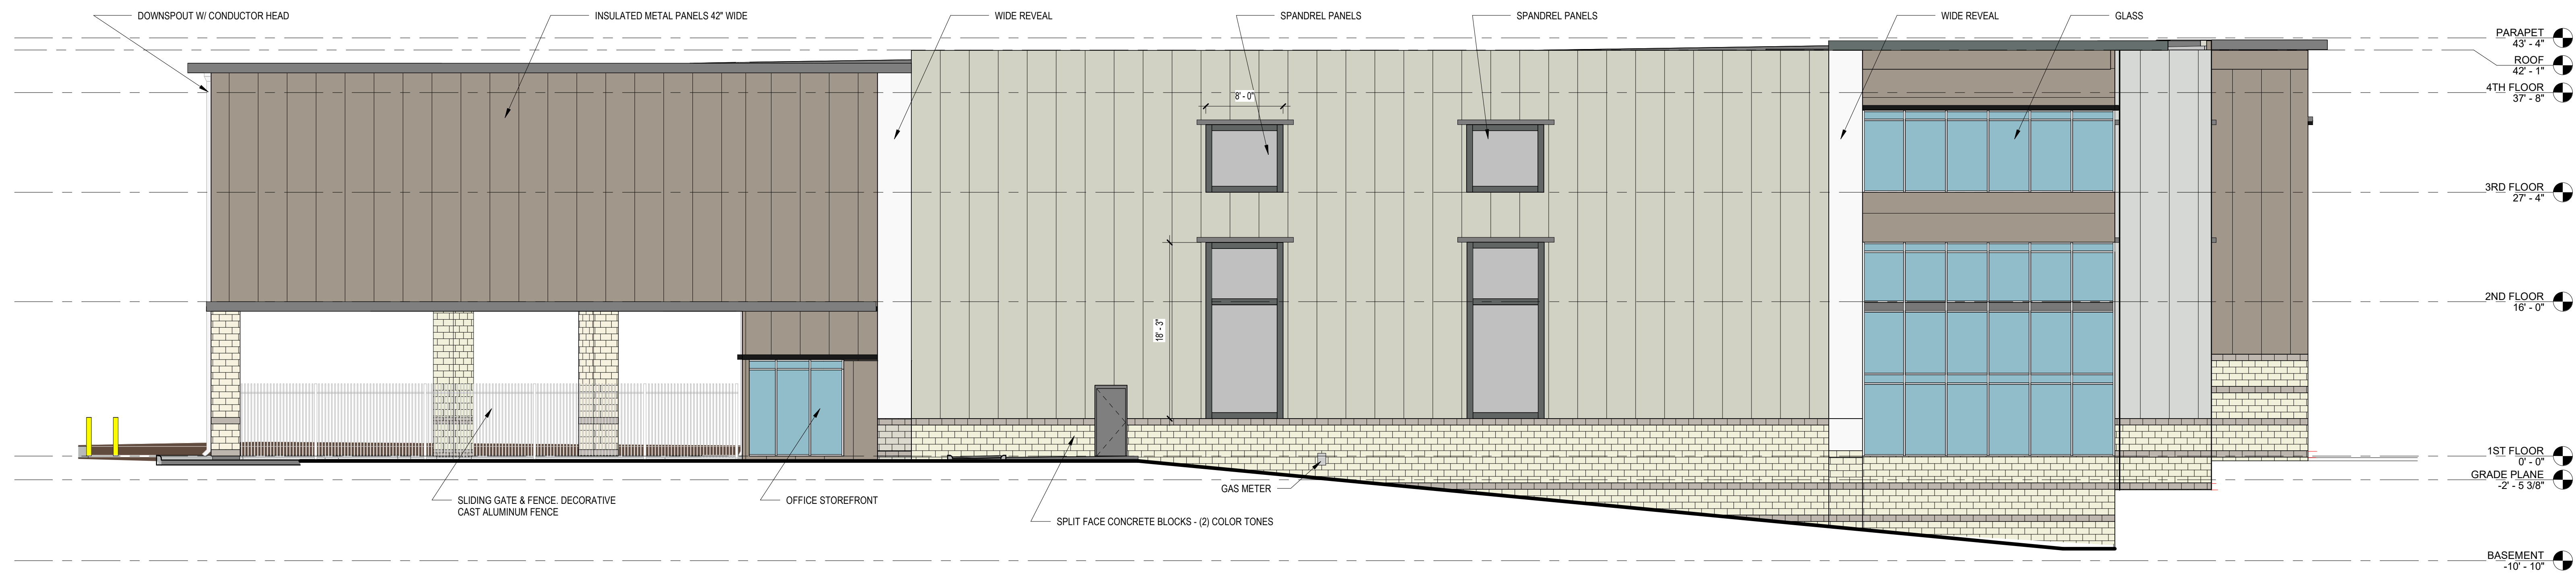 DOWNSPOUT W/ CONDUCTOR HEAD
INSULATED METAL PANELS 42" WIDE
WIDE REVEAL
SPANDREL PANELS
SPANDREL PANELS
WIDE REVEAL
GLASS
PARAPET
43' - 4"
ROOF
42' - 1"
4TH FLOOR
37' - 8"
8' - 0"
3RD FLOOR
27' - 4"
2ND FLOOR
16' - 0"
18' - 3"
1ST FLOOR
0' - 0"
GRADE PLANE
-2' - 5 3/8"
GAS METER
SLIDING GATE & FENCE. DECORATIVE
CAST ALUMINUM FENCE
OFFICE STOREFRONT
SPLIT FACE CONCRETE BLOCKS - (2) COLOR TONES
BASEMENT
-10' - 10"